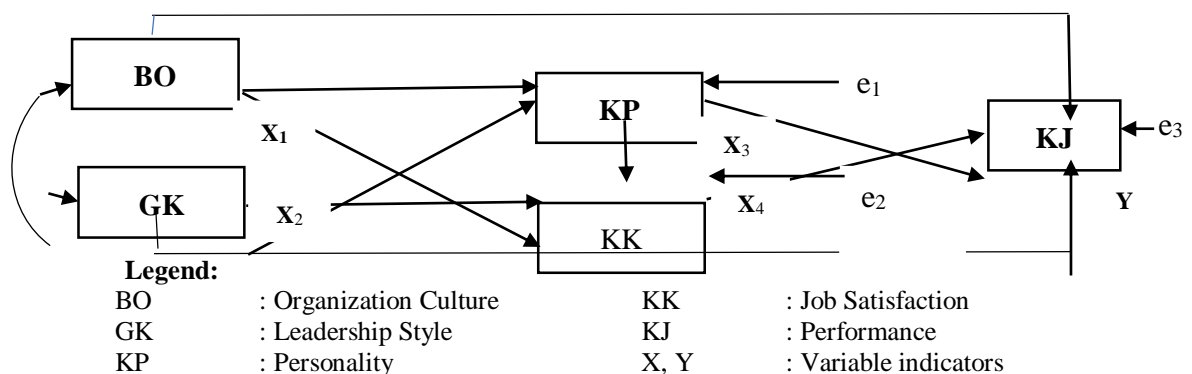 BO
KP
e₁
X₁
X₃
KJ
e₃
GK
X₂
X₄
e₂
Y
KK
Legend:
BO : Organization Culture KK : Job Satisfaction
GK : Leadership Style KJ : Performance
KP : Personality X, Y : Variable indicators